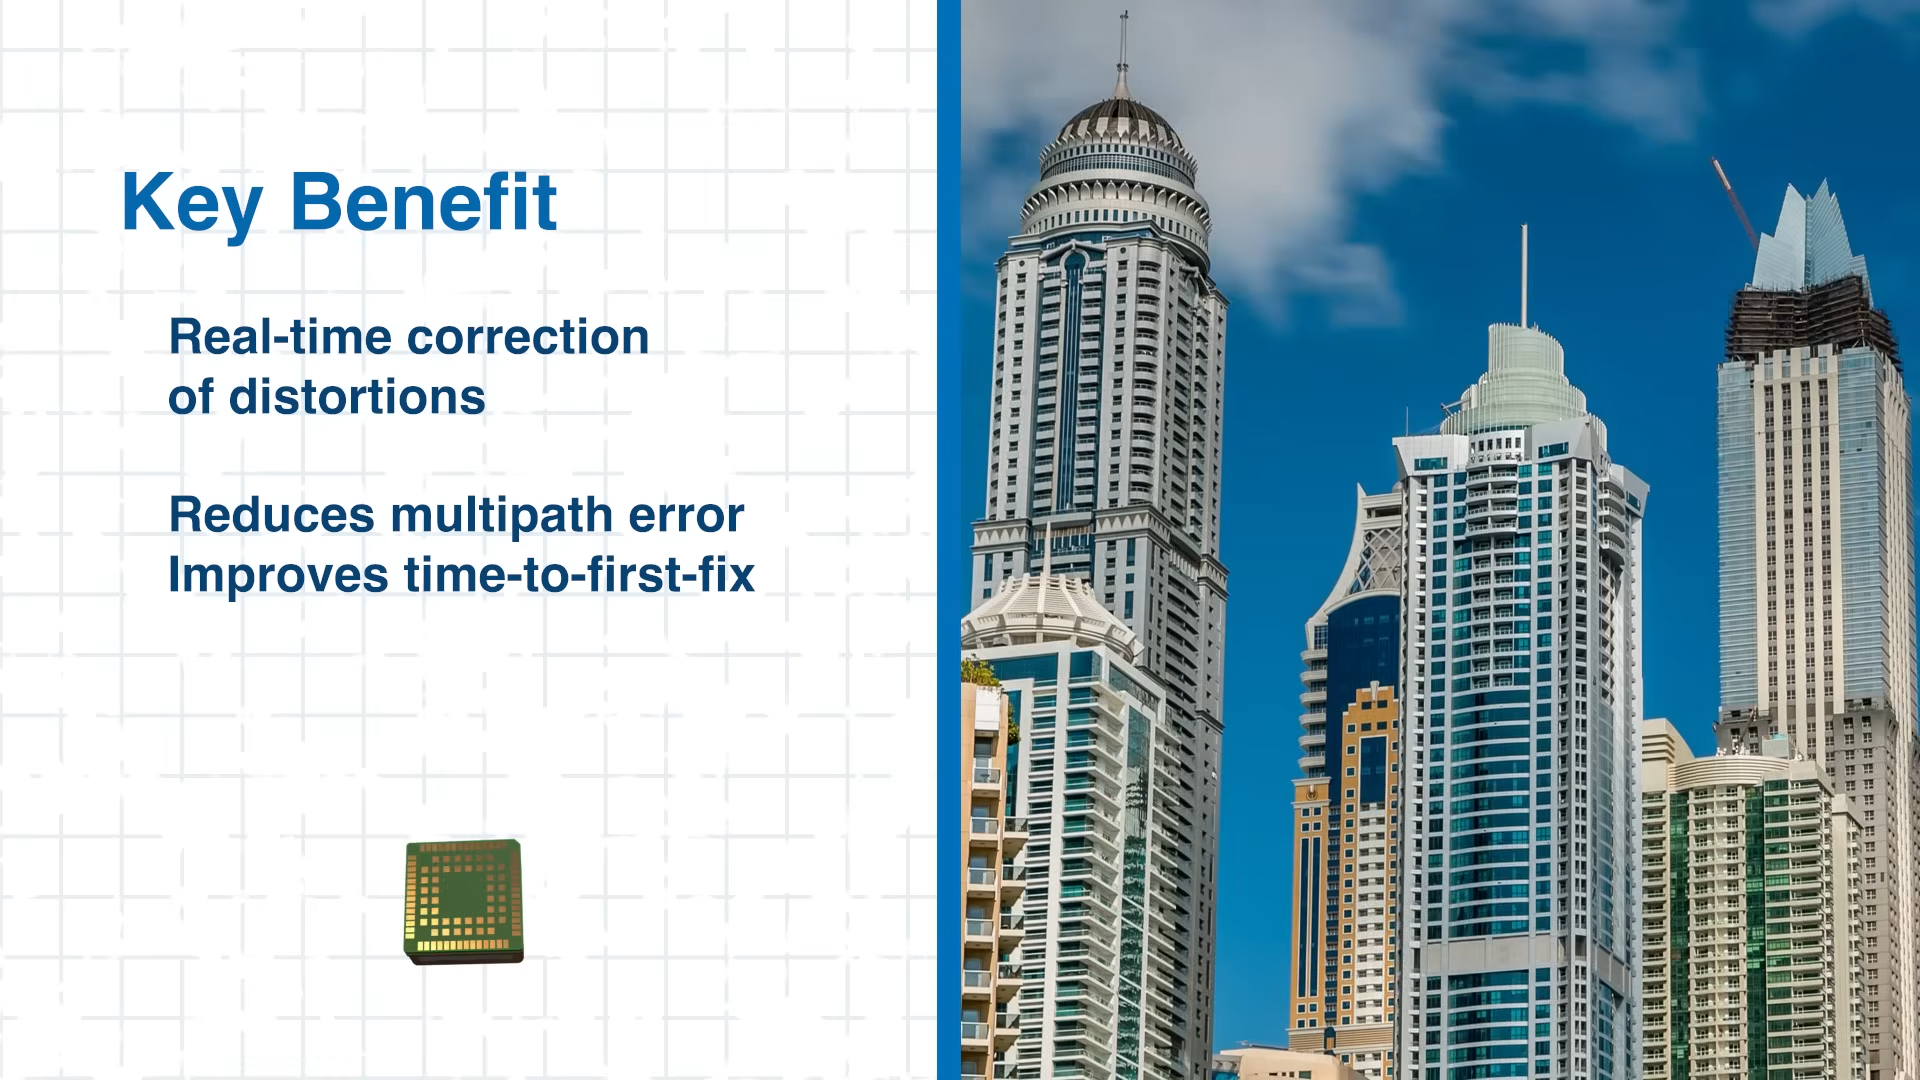 Key Benefit
Real-time correction
of distortions
Reduces multipath error
Improves time-to-first-fix